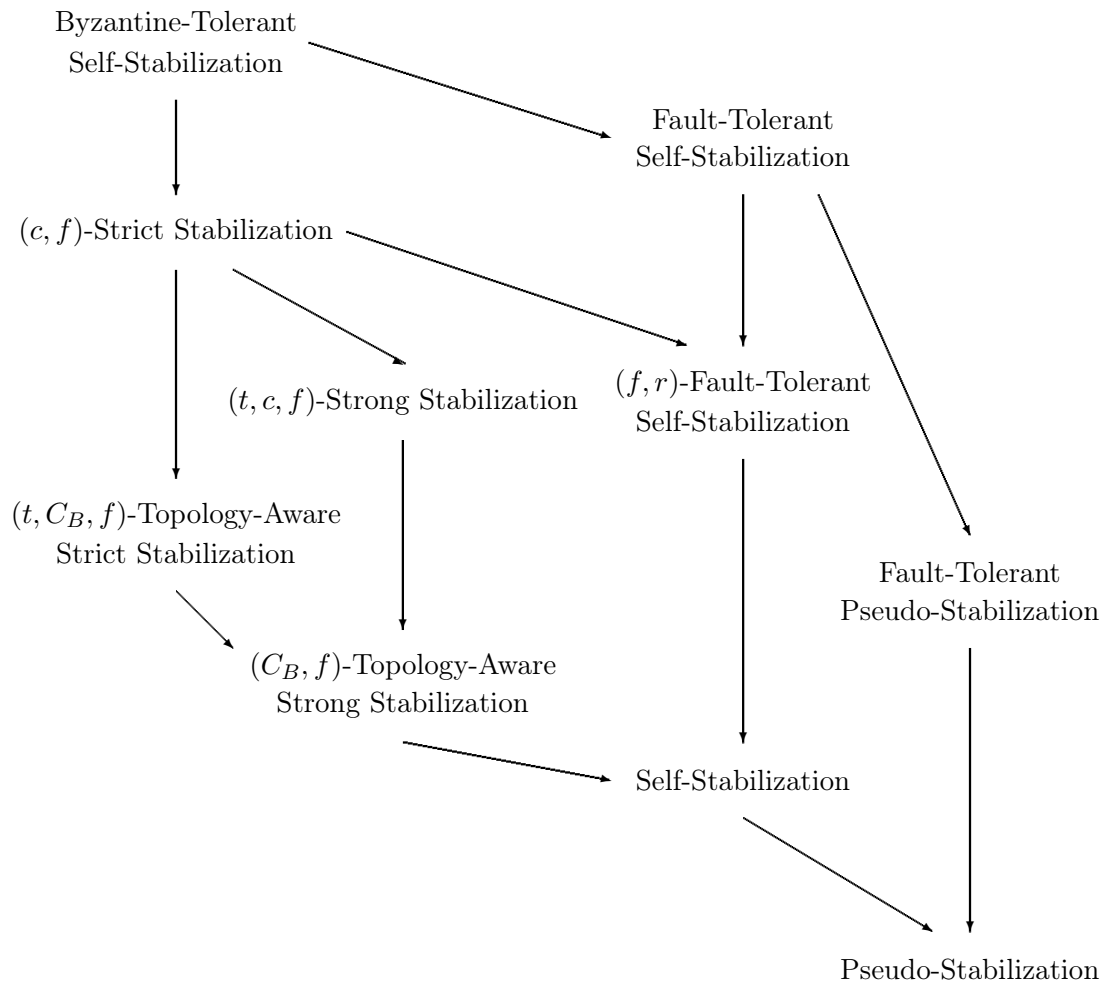 Byzantine-Tolerant
Self-Stabilization
Fault-Tolerant
Self-Stabilization
(c, f)-Strict Stabilization
(f, r)-Fault-Tolerant
Self-Stabilization
(t, c, f)-Strong Stabilization
(t, C_B, f)-Topology-Aware
Strict Stabilization
Fault-Tolerant
Pseudo-Stabilization
(C_B, f)-Topology-Aware
Strong Stabilization
Self-Stabilization
Pseudo-Stabilization